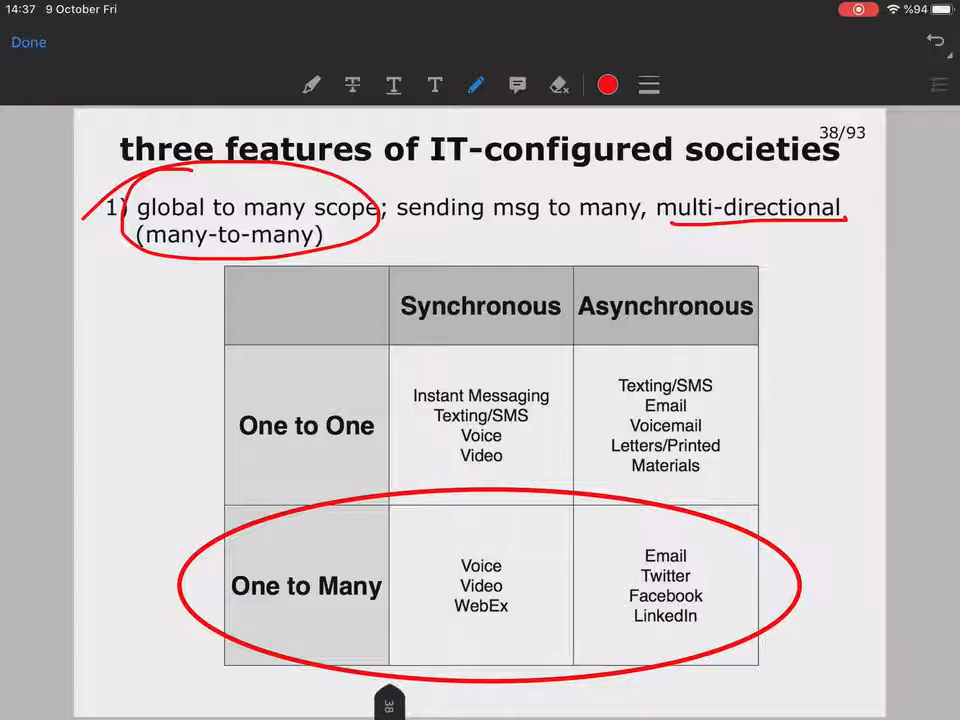 14:37 9 October Fri
%94
Done
T T T
38/93
three features of IT-configured societies
1) global to many scope; sending msg to many, multi-directional
(many-to-many)
Synchronous Asynchronous
One to One
Instant Messaging
Texting/SMS
Voice
Video
Texting/SMS
Email
Voicemail
Letters/Printed
Materials
One to Many
Voice
Video
WebEx
Email
Twitter
Facebook
LinkedIn
38